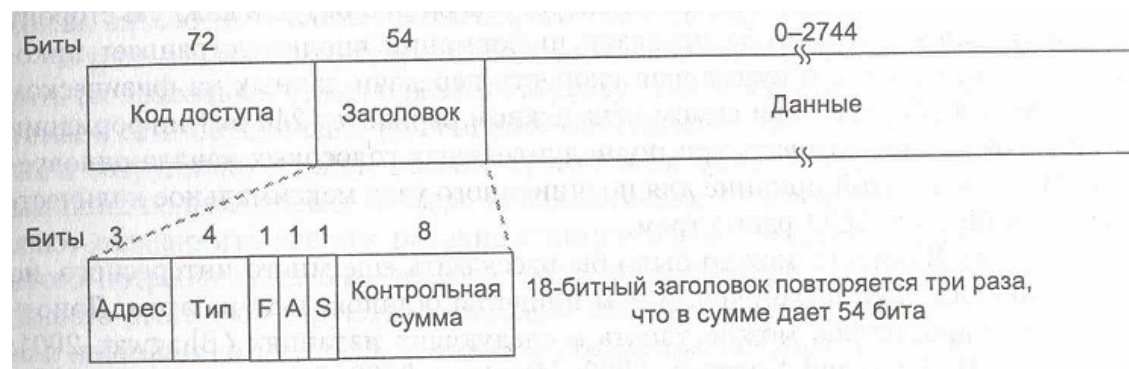 Биты 72 54 0–2744
Код доступа Заголовок Данные
Биты 3 4 1 1 1 8
Адрес Тип F A S Контрольная
сумма
18-битный заголовок повторяется три раза,
что в сумме дает 54 бита